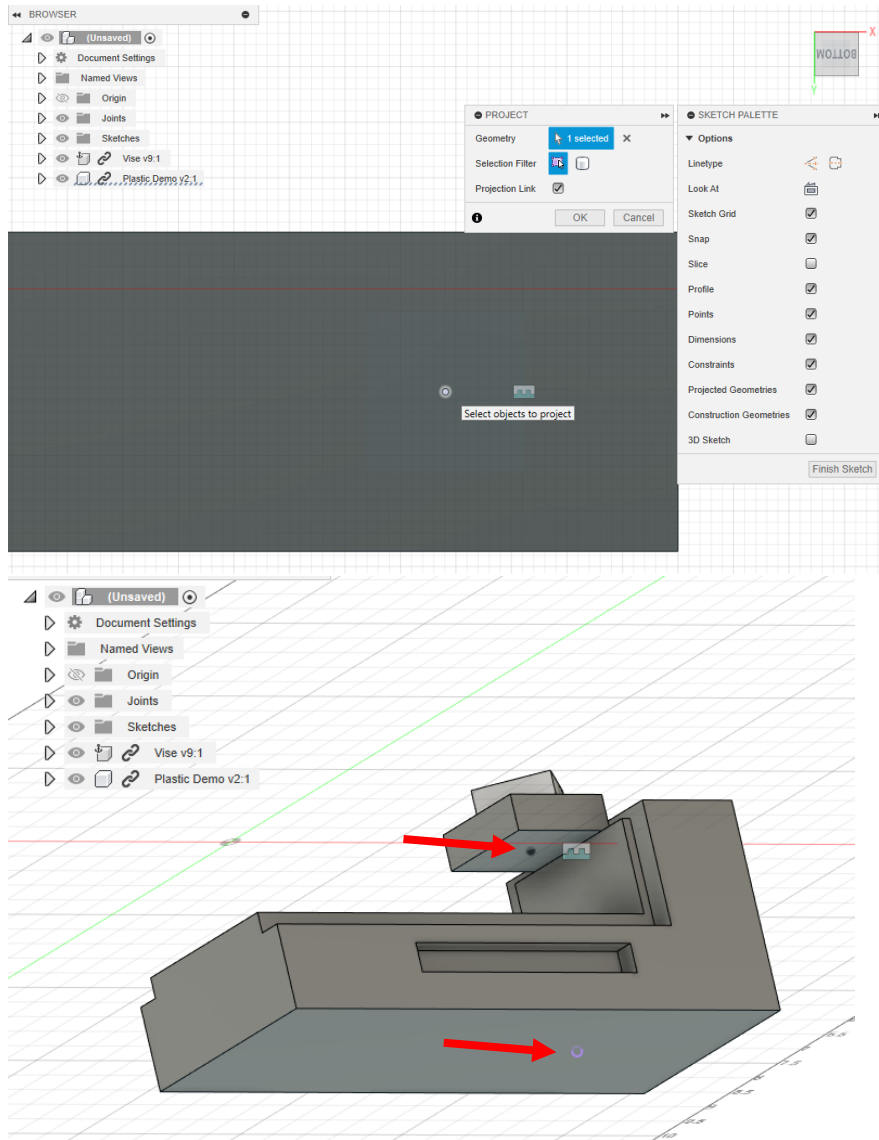 BROWSER
(Unsaved)
Document Settings
Named Views
Origin
Joints
Sketches
Vise v9:1
Plastic Demo v2:1
X
BOTTOM
Y
PROJECT
Geometry 1 selected
Selection Filter
Projection Link
OK Cancel
Select objects to project
SKETCH PALETTE
Options
Linetype
Look At
Sketch Grid
Snap
Slice
Profile
Points
Dimensions
Constraints
Projected Geometries
Construction Geometries
3D Sketch
Finish Sketch
(Unsaved)
Document Settings
Named Views
Origin
Joints
Sketches
Vise v9:1
Plastic Demo v2:1